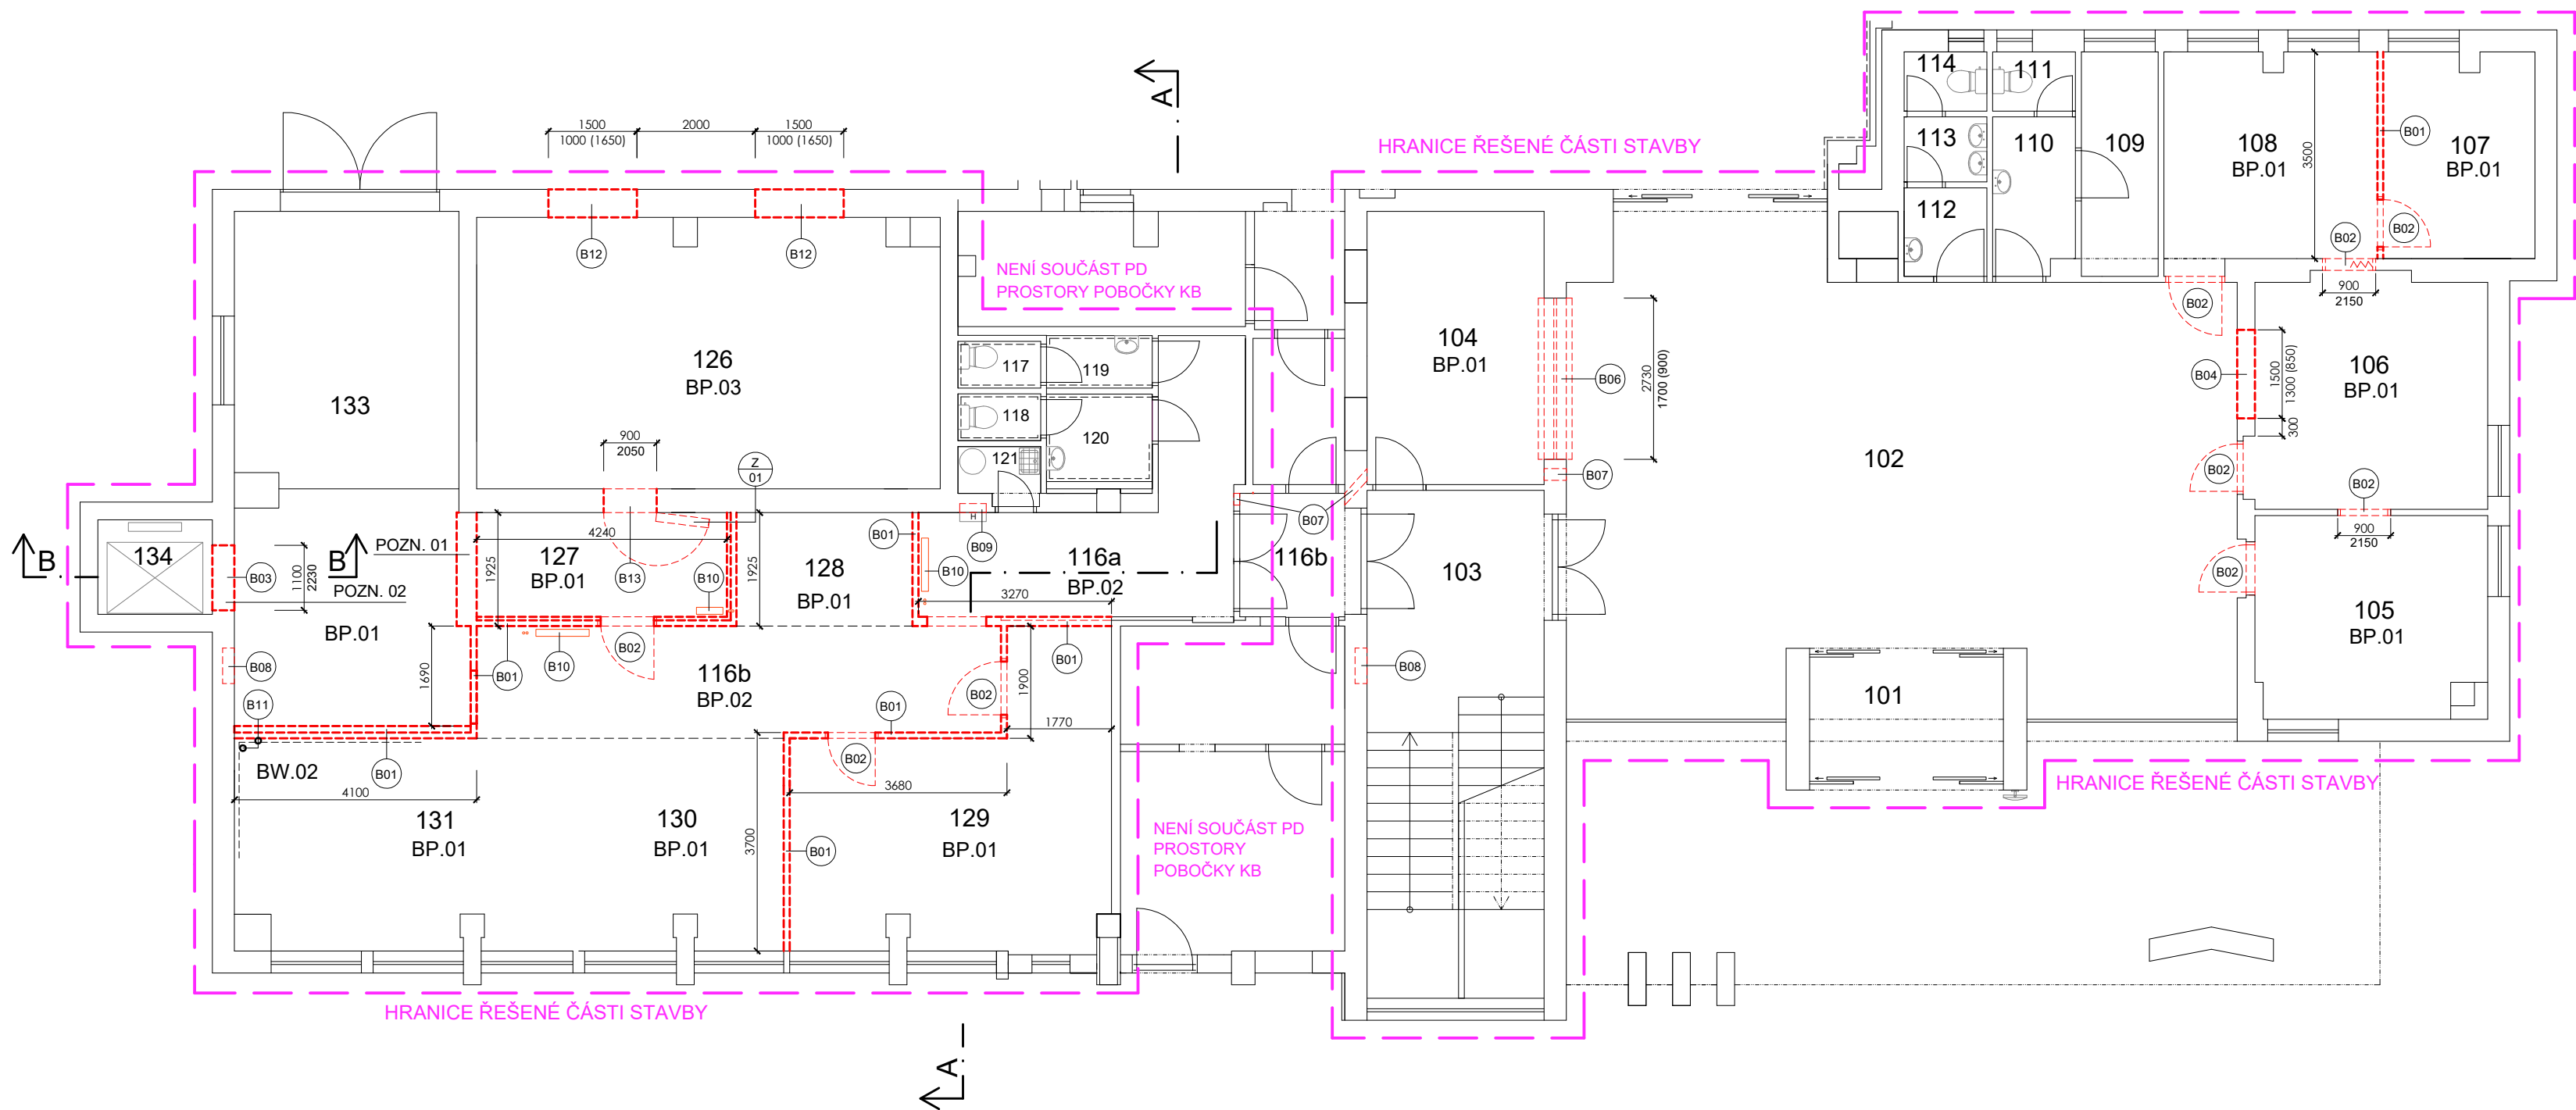 A
1500
2000
1500
1000 (1650)
1000 (1650)
B12
B12
HRANICE ŘEŠENÉ ČÁSTI STAVBY
114
111
113
110
109
112
108
BP.01
3500
B01
107
BP.01
B02
B02
900
2150
B02
NENÍ SOUČÁST PD
PROSTORY POBOČKY KB
126
BP.03
133
117
119
118
120
121
104
BP.01
B06
2730
1700 (900)
B07
102
B04
1500
1300 (850)
300
106
BP.01
B02
B02
900
2150
900
2050
Z
01
B07
B
134
B03
1100
2230
B
POZN. 01
POZN. 02
1925
4240
127
BP.01
B13
B10
1925
128
BP.01
B01
B10
H
B09
116a
BP.02
3270
116b
103
B02
105
BP.01
BP.01
B08
B11
1690
B01
B10
B02
116b
BP.02
B02
B01
1900
B01
1770
B08
101
BW.02
B01
4100
B02
3680
131
BP.01
130
BP.01
3700
B01
129
BP.01
NENÍ SOUČÁST PD
PROSTORY
POBOČKY KB
HRANICE ŘEŠENÉ ČÁSTI STAVBY
HRANICE ŘEŠENÉ ČÁSTI STAVBY
A